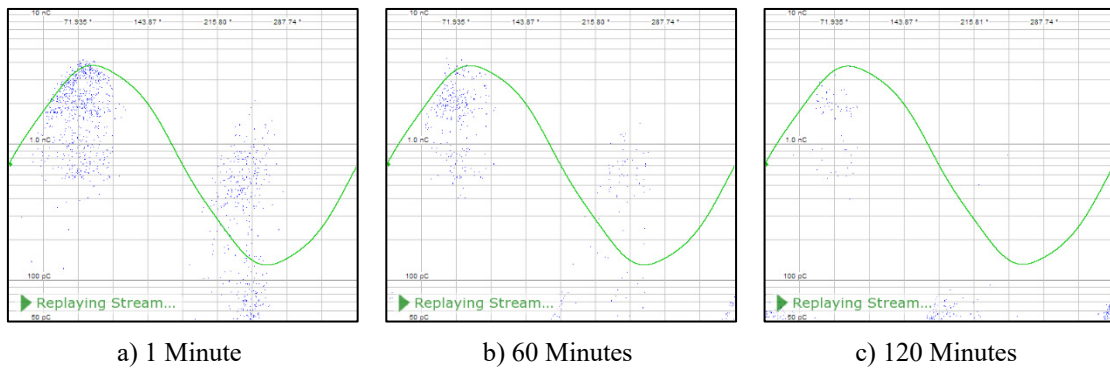 10 nC
71.935 ° 143.87 ° 215.80 ° 287.74 °
1.0 nC
100 pC
Replaying Stream...
50 pC
10 nC
71.935 ° 143.87 ° 215.80 ° 287.74 °
1.0 nC
100 pC
Replaying Stream...
50 pC
10 nC
71.935 ° 143.87 ° 215.81 ° 287.74 °
1.0 nC
100 pC
Replaying Stream...
50 pC
a) 1 Minute
b) 60 Minutes
c) 120 Minutes